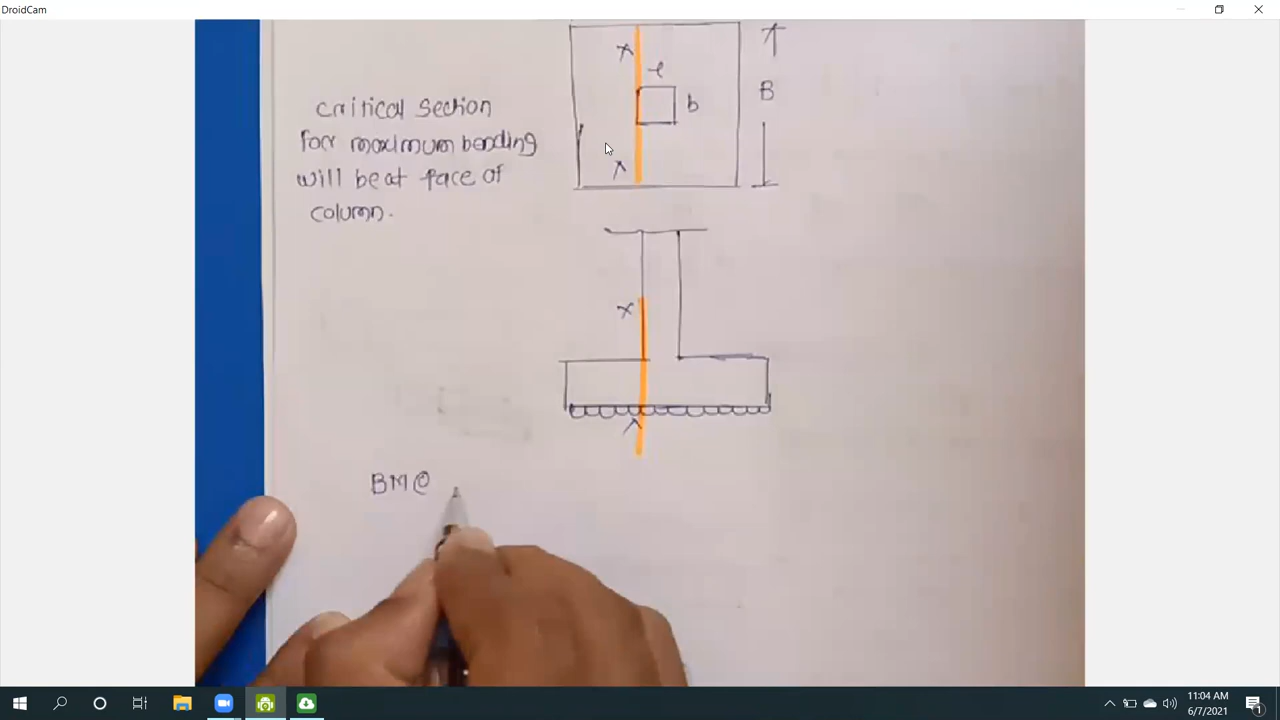 DroidCam
l
b
B
Critical Section
For maximum bending
will be at face of
column.
x
x
x
x
BM@
11:04 AM
6/7/2021
1